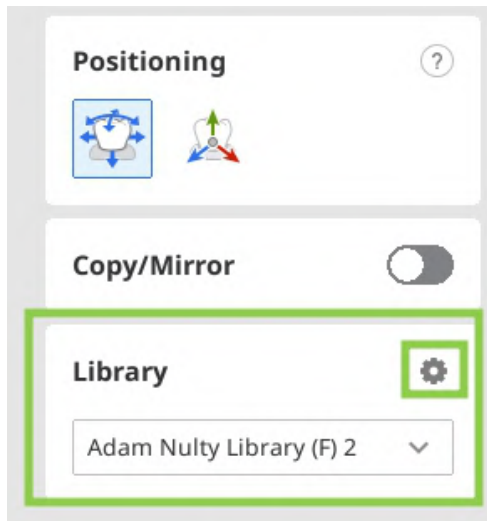 Positioning
?
Copy/Mirror
Library
Adam Nulty Library (F) 2